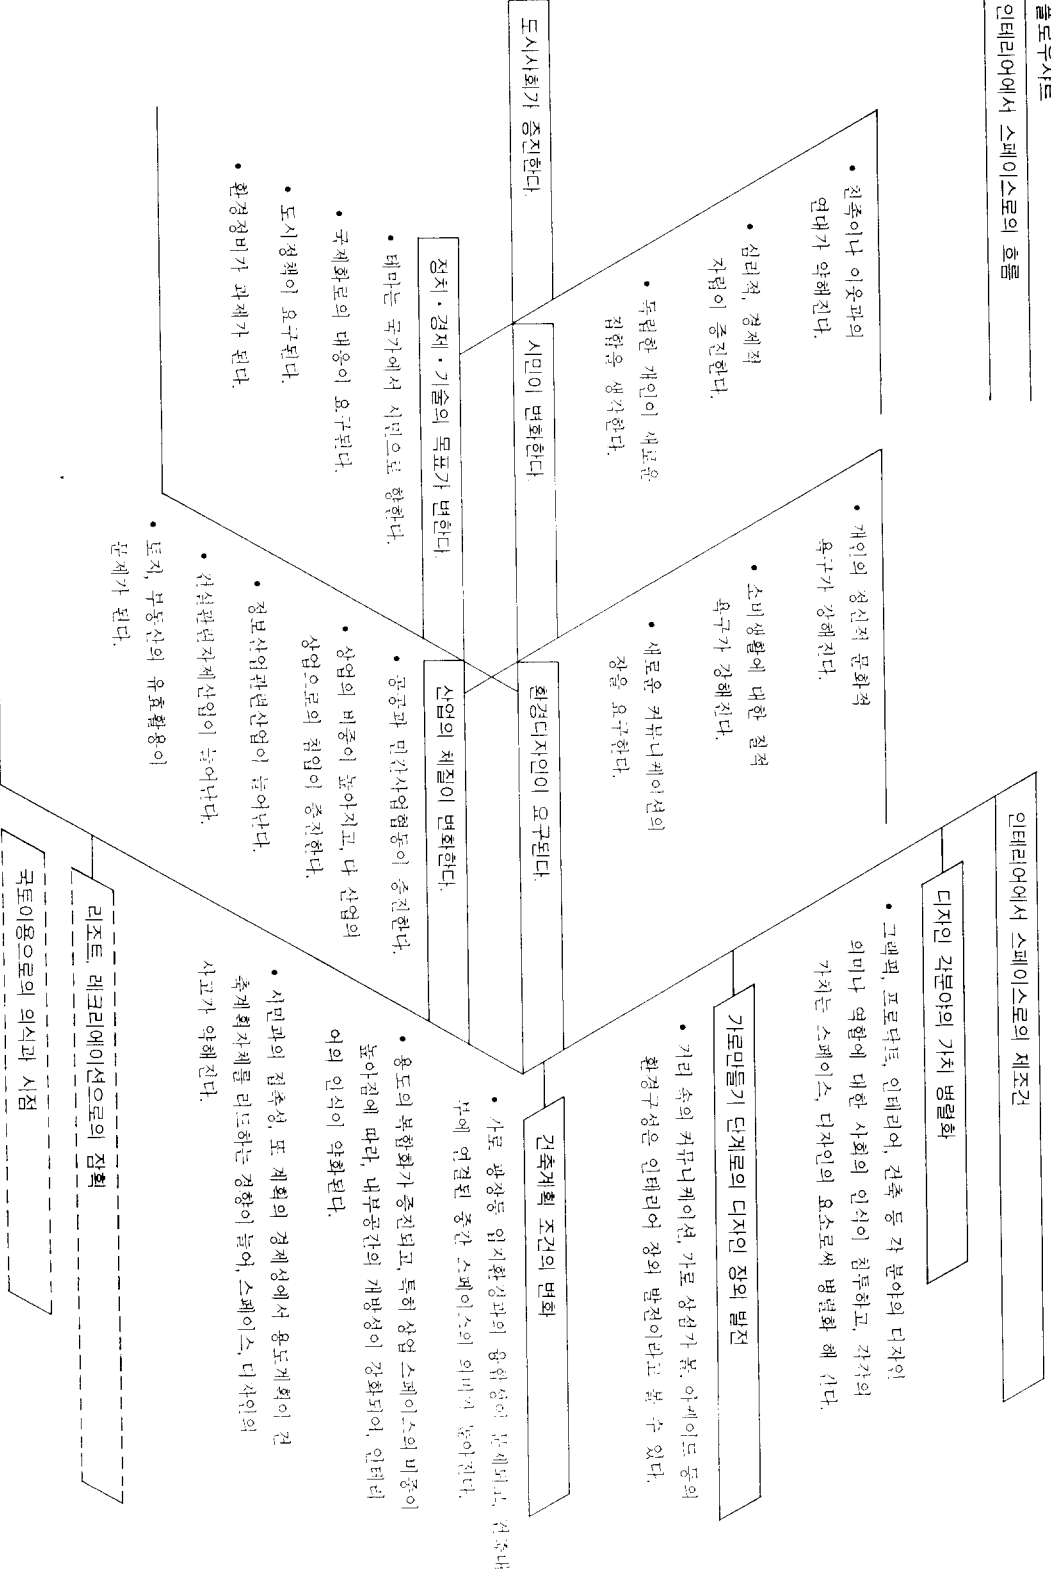 플로우차트
인테리어에서 스페이스로의 흐름
• 친족이나 이웃과의
연대가 약해진다.
• 심리적, 경제적
자립이 증진한다.
• 독립한 개인이 새로운
집합을 생각한다.
도시사회가 증진한다.
시민이 변화한다.
정치·경제·기술의 목표가 변한다.
• 테마는 국가에서 시민으로 향한다.
• 국제화로의 대응이 요구된다.
• 도시정책이 요구된다.
• 환경정비가 과제가 된다.
• 개인의 정신적 문화적
욕구가 강해진다.
• 소비생활에 대한 질적
욕구가 강해진다.
• 새로운 커뮤니케이션의
장을 요구한다.
환경디자인이 요구된다.
산업의 체질이 변화한다.
• 공공과 민간사업협동이 증진한다.
• 상업의 비중이 높아지고, 타 산업의
상업으로의 침입이 증진한다.
• 정보산업관련산업이 늘어난다.
• 건설관련자제산업이 늘어난다.
• 토지, 부동산의 유효활용이
문제가 된다.
인테리어에서 스페이스로의 제조건
디자인 각분야의 가치 병렬화
• 그래픽, 프로덕트, 인테리어, 건축 등 각 분야의 디자인
의미나 역할에 대한 사회의 인식이 침투하고, 각각의
가치는 스페이스, 디자인의 요소로써 병렬화 해 간다.
가로만들기 단계로의 디자인 장의 발전
• 거리 속의 커뮤니케이션, 가로 상점가 붐, 아케이드 등의
환경구성은 인테리어 장의 발전이라고 볼 수 있다.
건축계획 조건의 변화
• 가로 광장등 입지환경과의 융화성이 문제되고, 건축내
부에 연결된 중간 스페이스의 의미가 높아진다.
• 용도의 복합화가 증진되고, 특히 상업 스페이스의 비중이
높아짐에 따라, 내부공간의 개방성이 강화되어, 인테리
어의 인식이 약화된다.
• 시민과의 접촉성, 또 계획의 경제성에서 용도계획이 건
축계획자체를 리드하는 경향이 늘어, 스페이스, 디자인의
사고가 약해진다.
리조트, 레크리에이션으로의 잠획
국토이용으로의 의식과 시점